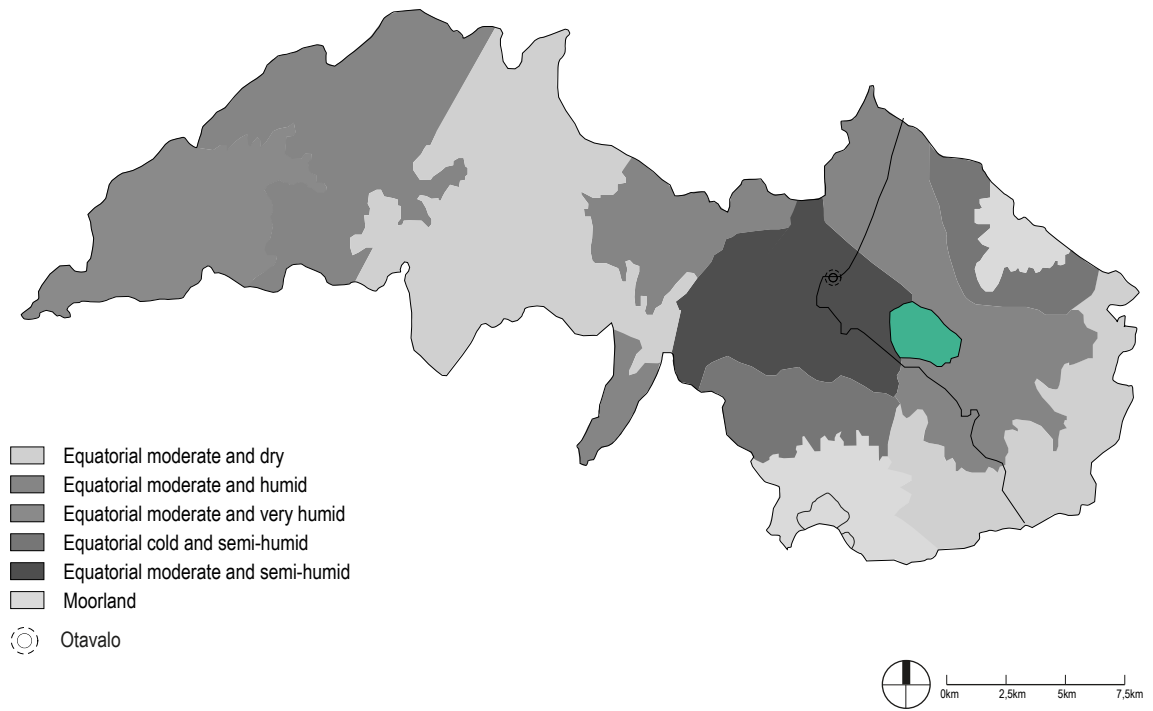 Equatorial moderate and dry
Equatorial moderate and humid
Equatorial moderate and very humid
Equatorial cold and semi-humid
Equatorial moderate and semi-humid
Moorland
Otavalo
0km 2,5km 5km 7,5km